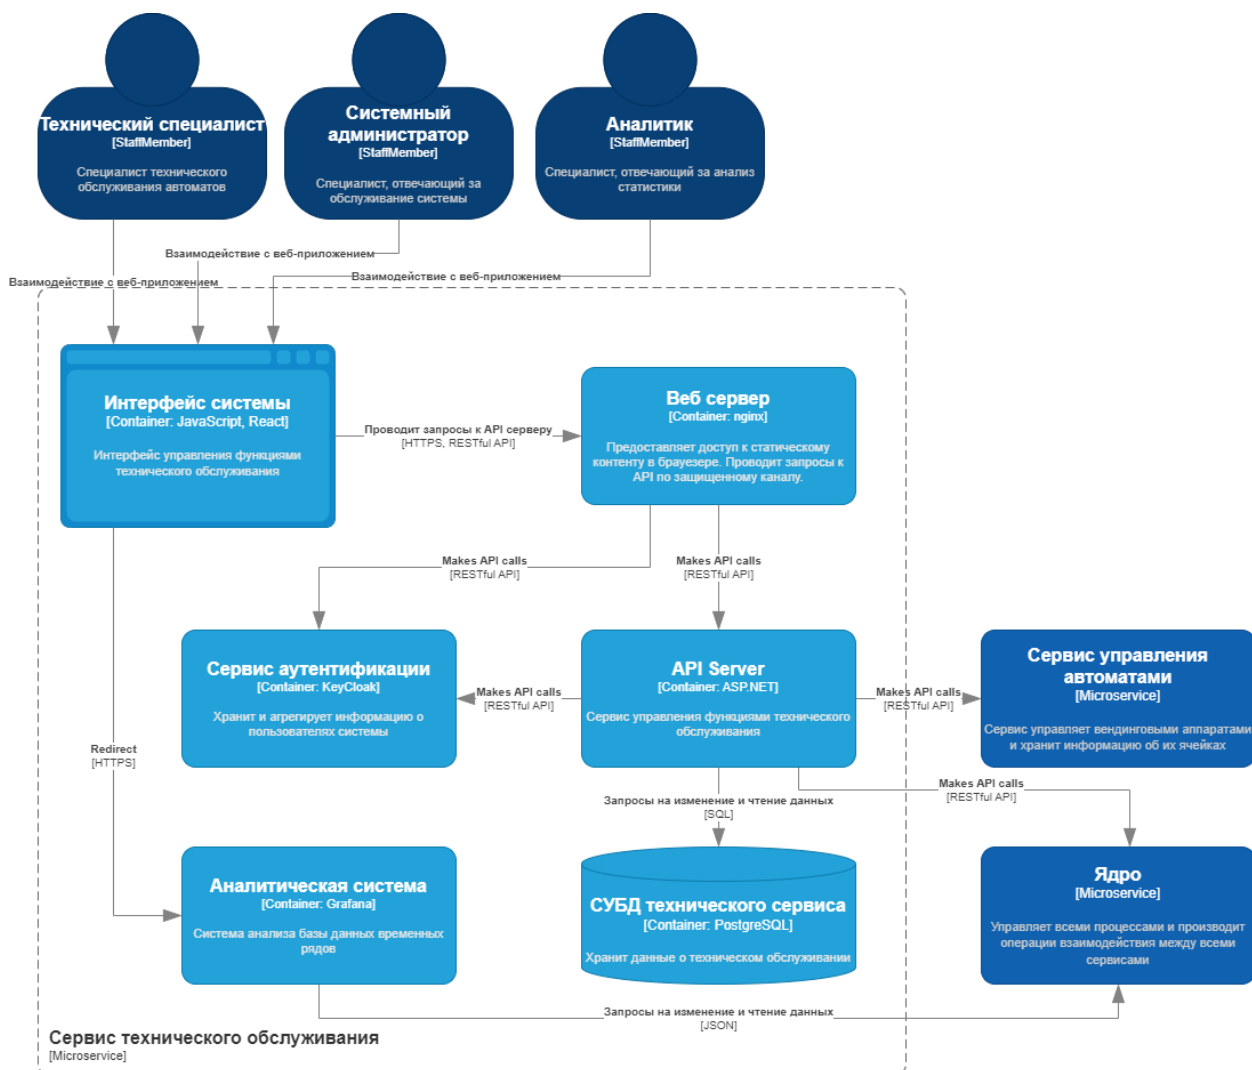 Технический специалист
[StaffMember]
Специалист технического
обслуживания автоматов
Системный
администратор
[StaffMember]
Специалист, отвечающий за
обслуживание системы
Аналитик
[StaffMember]
Специалист, отвечающий за анализ
статистики
Взаимодействие с веб-приложением
Взаимодействие с веб-приложением
Взаимодействие с веб-приложением
Интерфейс системы
[Container: JavaScript, React]
Интерфейс управления функциями
технического обслуживания
Проводит запросы к API серверу
[HTTPS, RESTful API]
Веб сервер
[Container: nginx]
Предоставляет доступ к статическому
контенту в браузере. Проводит запросы к
API по защищенному каналу.
Makes API calls
[RESTful API]
Makes API calls
[RESTful API]
Сервис аутентификации
[Container: KeyCloak]
Хранит и агрегирует информацию о
пользователях системы
Makes API calls
[RESTful API]
API Server
[Container: ASP.NET]
Сервис управления функциями технического
обслуживания
Makes API calls
[RESTful API]
Сервис управления
автоматами
[Microservice]
Сервис управляет вендинговыми аппаратами
и хранит информацию об их ячейках
Redirect
[HTTPS]
Запросы на изменение и чтение данных
[SQL]
Makes API calls
[RESTful API]
Аналитическая система
[Container: Grafana]
Система анализа базы данных временных
рядов
СУБД технического сервиса
[Container: PostgreSQL]
Хранит данные о техническом обслуживании
Ядро
[Microservice]
Управляет всеми процессами и производит
операции взаимодействия между всеми
сервисами
Запросы на изменение и чтение данных
[JSON]
Сервис технического обслуживания
[Microservice]